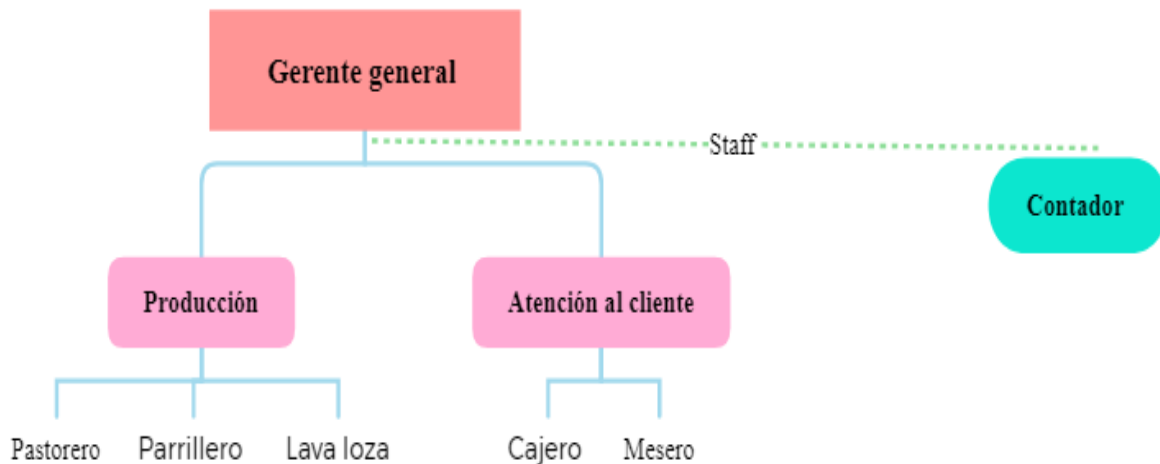 Gerente general
Staff
Contador
Producción
Atención al cliente
Pastorero
Parrillero
Lava loza
Cajero
Mesero